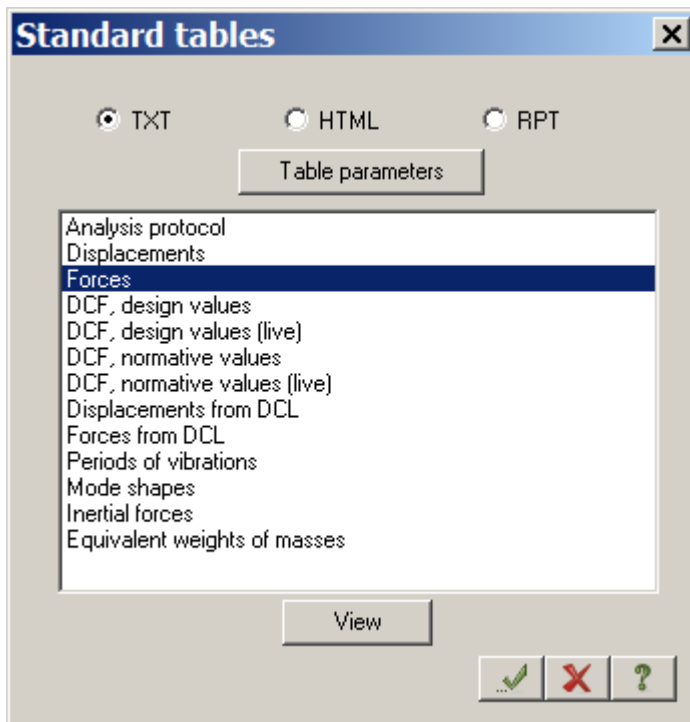 Standard tables
TXT HTML RPT
Table parameters
Analysis protocol
Displacements
Forces
DCF, design values
DCF, design values (live)
DCF, normative values
DCF, normative values (live)
Displacements from DCL
Forces from DCL
Periods of vibrations
Mode shapes
Inertial forces
Equivalent weights of masses
View
?